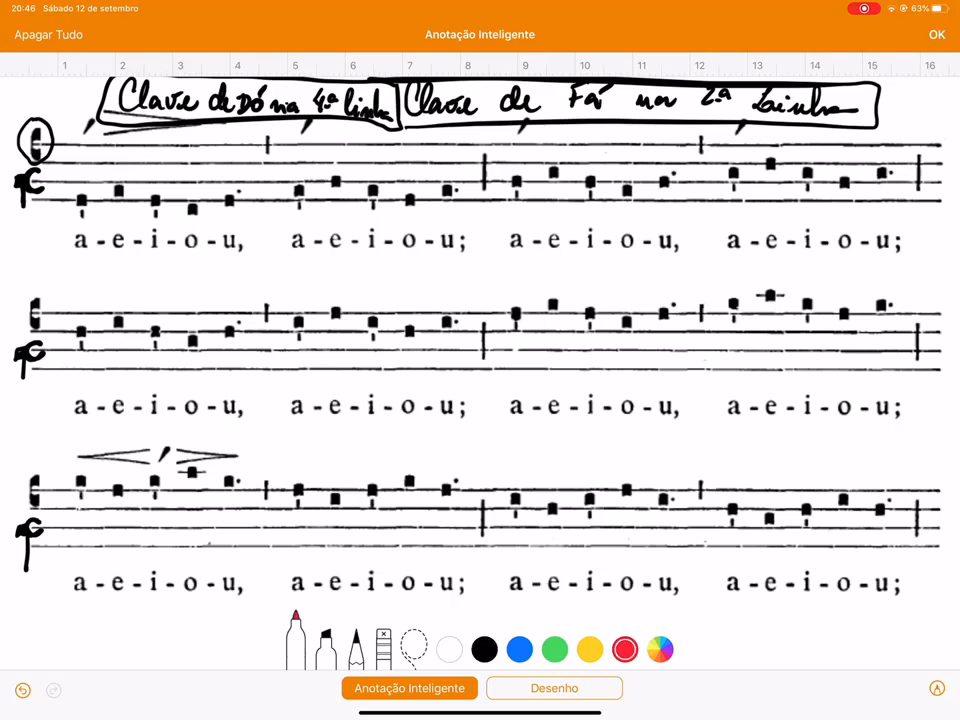 20:46 Sábado 12 de setembro 63%
Apagar Tudo Anotação Inteligente OK
1 2 3 4 5 6 7 8 9 10 11 12 13 14 15 16
Clave de Dó na 4ª linha Clave de Fá na 2ª Linha
a - e - i - o - u, a - e - i - o - u; a - e - i - o - u, a - e - i - o - u;
a - e - i - o - u, a - e - i - o - u; a - e - i - o - u, a - e - i - o - u;
a - e - i - o - u, a - e - i - o - u; a - e - i - o - u, a - e - i - o - u;
Anotação Inteligente Desenho